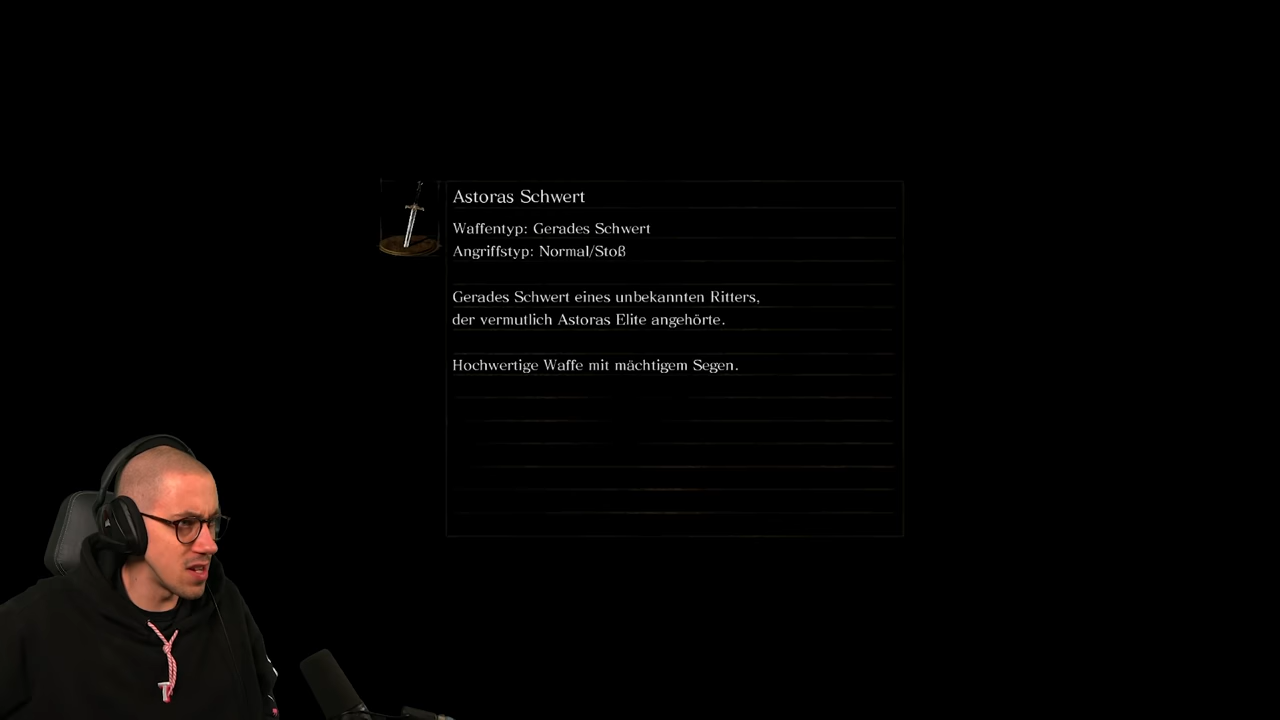 Astoras Schwert
Waffentyp: Gerades Schwert
Angriffstyp: Normal/Stoß
Gerades Schwert eines unbekannten Ritters,
der vermutlich Astoras Elite angehörte.
Hochwertige Waffe mit mächtigem Segen.